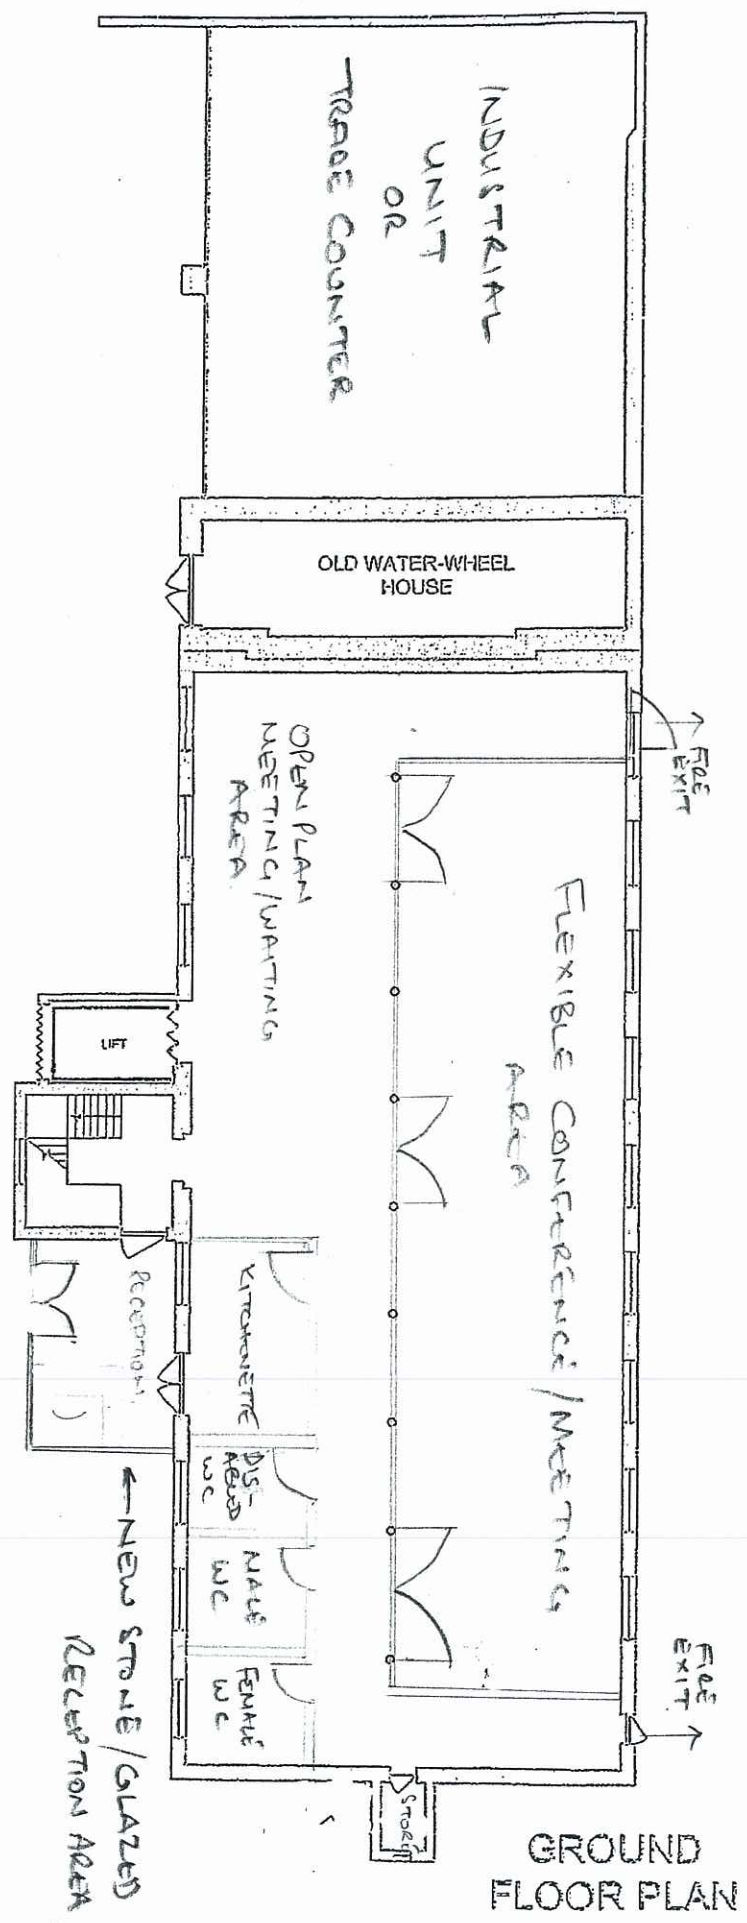 INDUSTRIAL
UNIT
OR
TRADE COUNTER
OLD WATER-WHEEL
HOUSE
FIRE
EXIT
OPEN PLAN
MEETING/WAITING
AREA
FLEXIBLE CONFERENCE/MEETING
AREA
LIFT
RECEPTION
KITCHENETTE
DIS-
ABLED
WC
MALE
WC
FEMALE
WC
FIRE
EXIT
← NEW STONE/GLAZED
RECEPTION AREA
STORE
GROUND
FLOOR PLAN